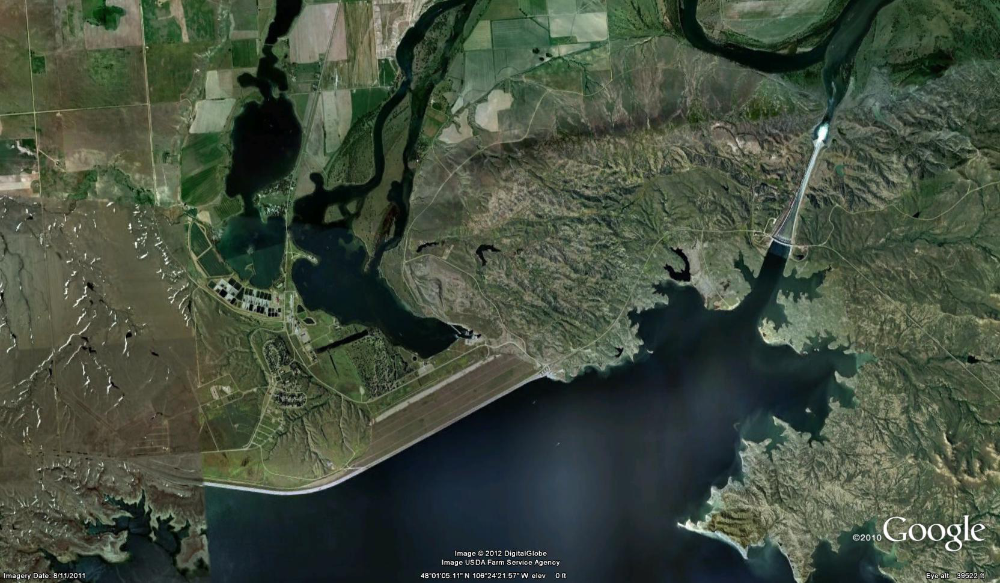 ©2010 Google
Image © 2012 DigitalGlobe
Image USDA Farm Service Agency
Imagery Date: 8/11/2011 48°01'05.11" N 106°24'21.57" W elev 0 ft Eye alt 39522 ft